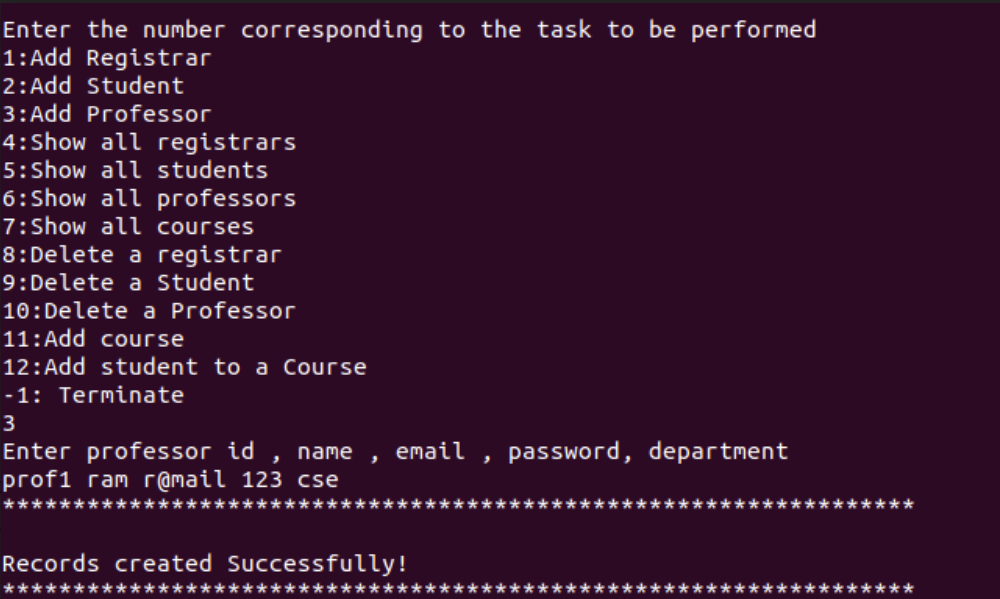 Enter the number corresponding to the task to be performed
1:Add Registrar
2:Add Student
3:Add Professor
4:Show all registrars
5:Show all students
6:Show all professors
7:Show all courses
8:Delete a registrar
9:Delete a Student
10:Delete a Professor
11:Add course
12:Add student to a Course
-1: Terminate
3
Enter professor id , name , email , password, department
prof1 ram r@mail 123 cse
*****************************************************************
Records created Successfully!
*****************************************************************